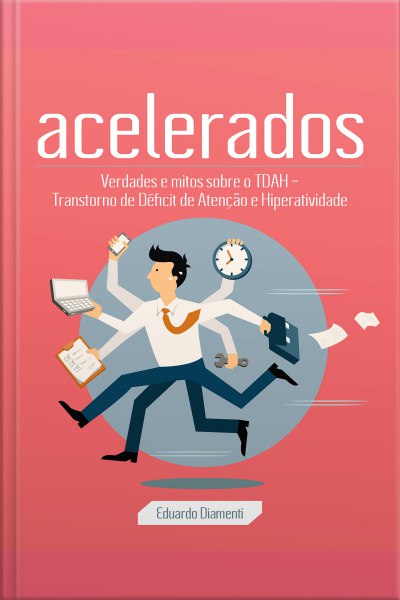 acelerados
Verdades e mitos sobre o TDAH –
Transtorno de Déficit de Atenção e Hiperatividade
Eduardo Diamenti